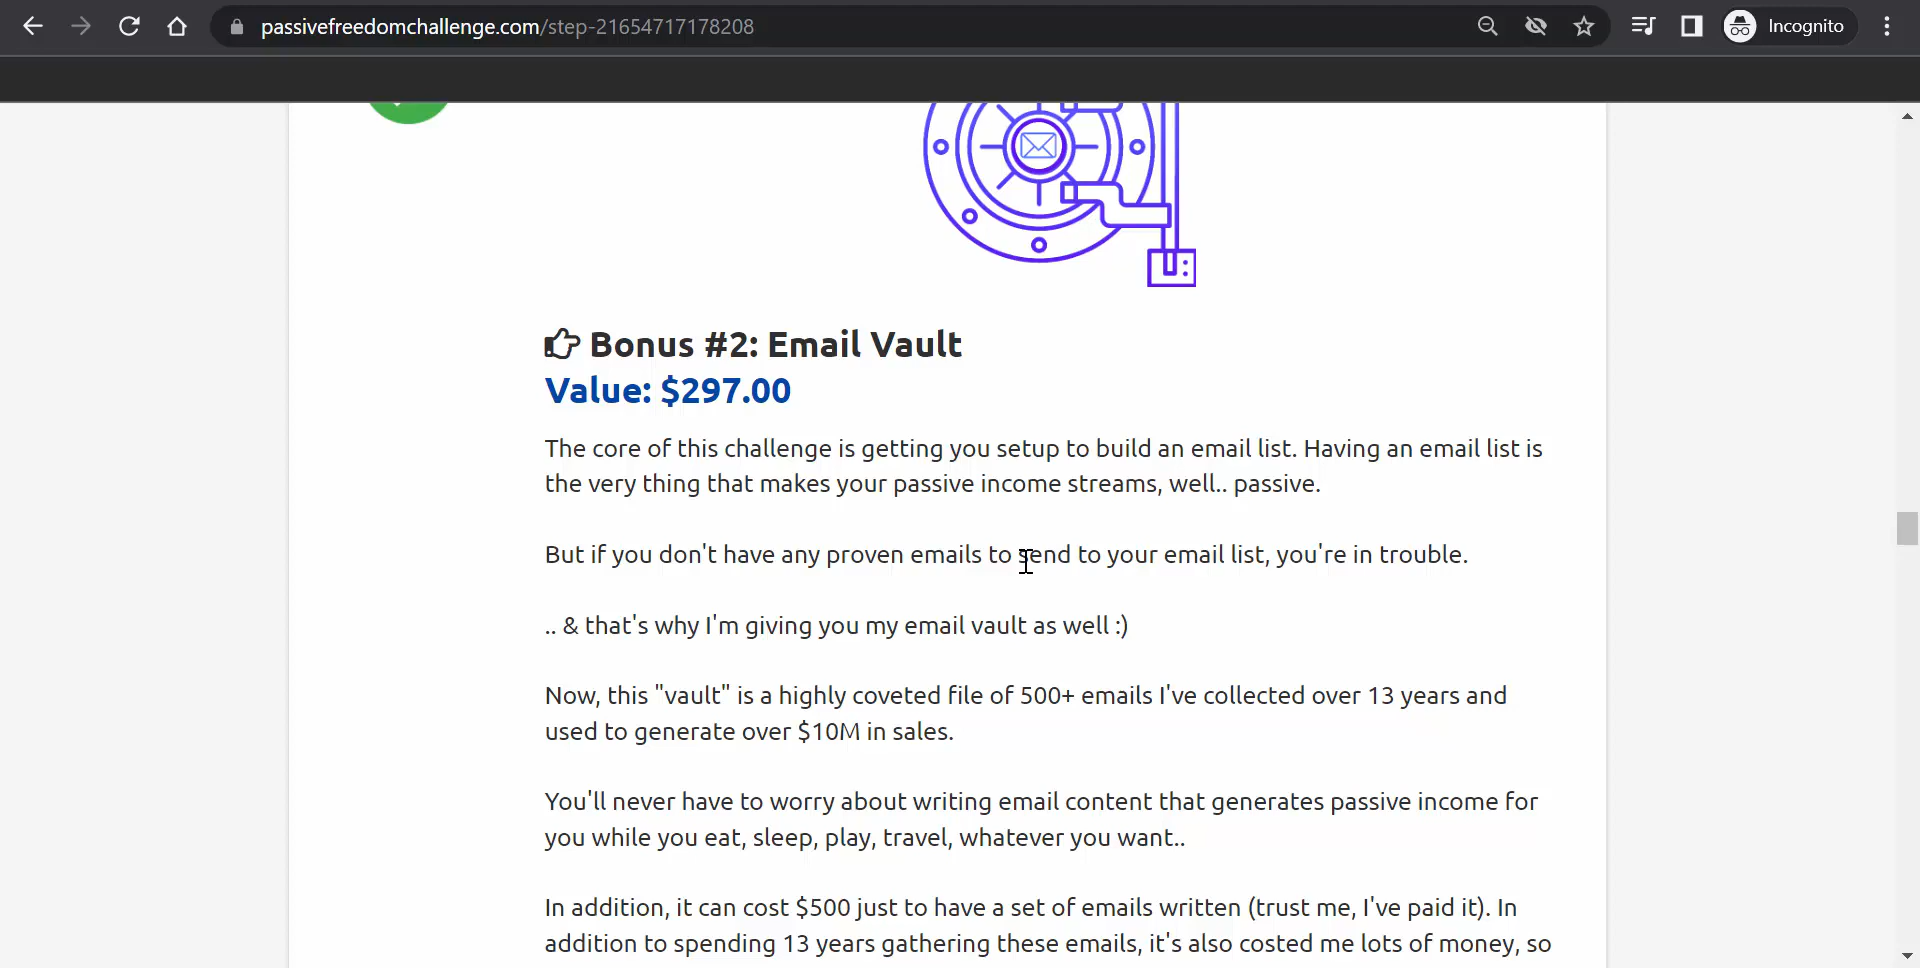 passivefreedomchallenge.com/step-21654717178208
Incognito
Bonus #2: Email Vault
Value: $297.00
The core of this challenge is getting you setup to build an email list. Having an email list is
the very thing that makes your passive income streams, well.. passive.
But if you don't have any proven emails to send to your email list, you're in trouble.
.. & that's why I'm giving you my email vault as well :)
Now, this "vault" is a highly coveted file of 500+ emails I've collected over 13 years and
used to generate over $10M in sales.
You'll never have to worry about writing email content that generates passive income for
you while you eat, sleep, play, travel, whatever you want..
In addition, it can cost $500 just to have a set of emails written (trust me, I've paid it). In
addition to spending 13 years gathering these emails, it's also costed me lots of money, so